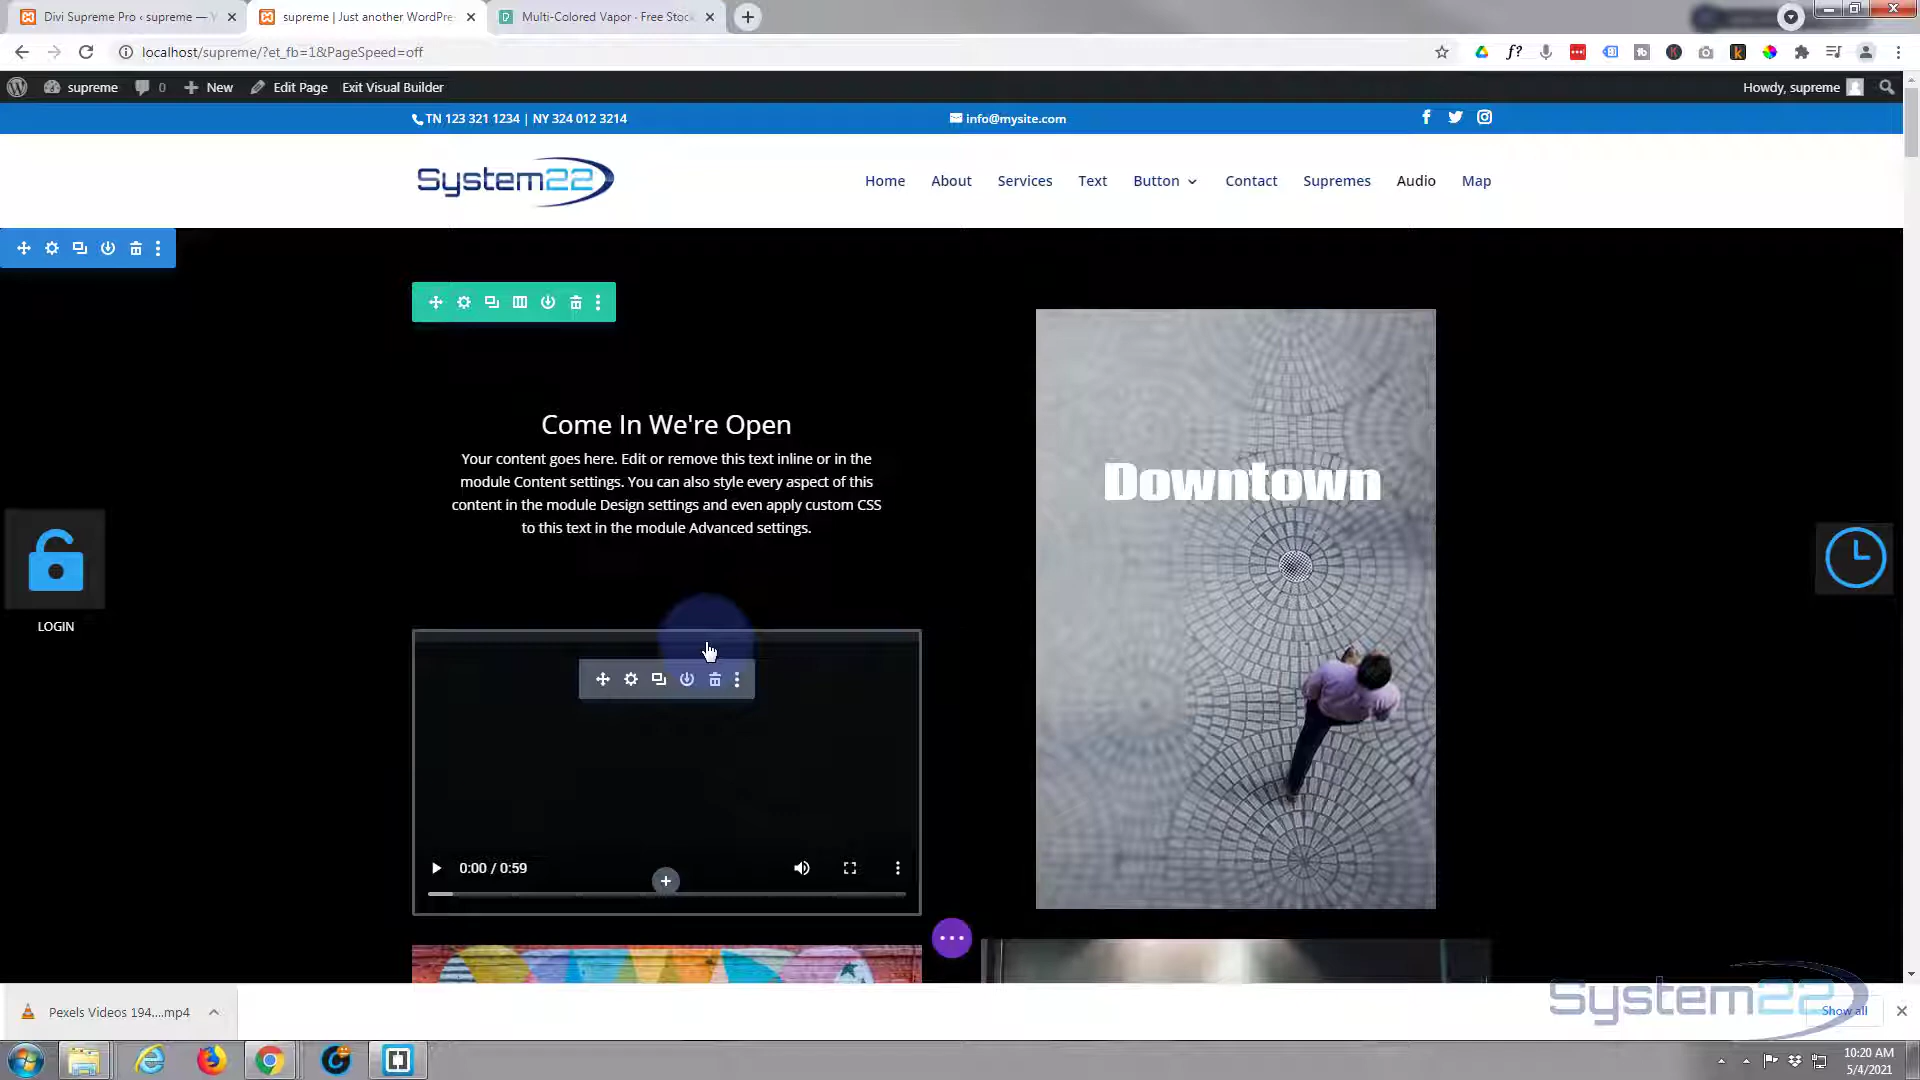 Divi Supreme Pro ‹ supreme —
supreme | Just another WordPre
Multi-Colored Vapor · Free Stoc
localhost/supreme/?et_fb=1&PageSpeed=off
supreme
0
New
Edit Page
Exit Visual Builder
Howdy, supreme
TN 123 321 1234 | NY 324 012 3214
info@mysite.com
System22
Home
About
Services
Text
Button
Contact
Supremes
Audio
Map
Come In We're Open
Your content goes here. Edit or remove this text inline or in the
module Content settings. You can also style every aspect of this
content in the module Design settings and even apply custom CSS
to this text in the module Advanced settings.
Downtown
LOGIN
0:00 / 0:59
Pexels Videos 194....mp4
System22
Show all
10:20 AM
5/4/2021